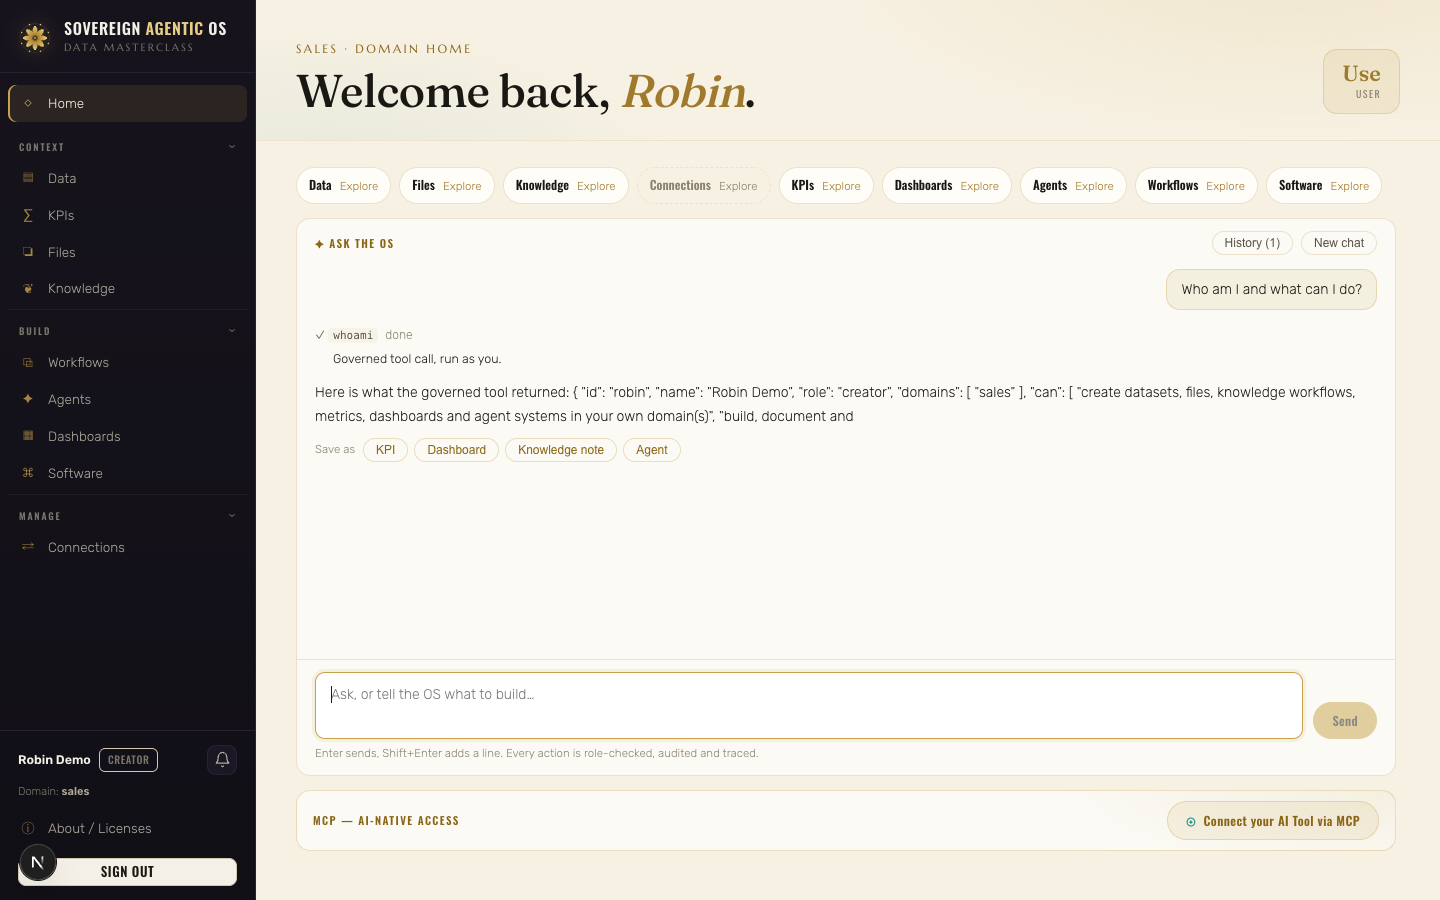 SOVEREIGN AGENTIC OS
DATA MASTERCLASS
Home
CONTEXT
Data
KPIs
Files
Knowledge
BUILD
Workflows
Agents
Dashboards
Software
MANAGE
Connections
Robin Demo CREATOR
Domain: sales
About / Licenses
N
SIGN OUT
SALES · DOMAIN HOME
Welcome back, Robin.
Use
USER
Data Explore
Files Explore
Knowledge Explore
Connections Explore
KPIs Explore
Dashboards Explore
Agents Explore
Workflows Explore
Software Explore
✦ ASK THE OS
History (1)
New chat
Who am I and what can I do?
✓ whoami done
Governed tool call, run as you.
Here is what the governed tool returned: { "id": "robin", "name": "Robin Demo", "role": "creator", "domains": [ "sales" ], "can": [ "create datasets, files, knowledge workflows,
metrics, dashboards and agent systems in your own domain(s)", "build, document and
Save as KPI Dashboard Knowledge note Agent
Ask, or tell the OS what to build...
Send
Enter sends, Shift+Enter adds a line. Every action is role-checked, audited and traced.
MCP — AI-NATIVE ACCESS
Connect your AI Tool via MCP